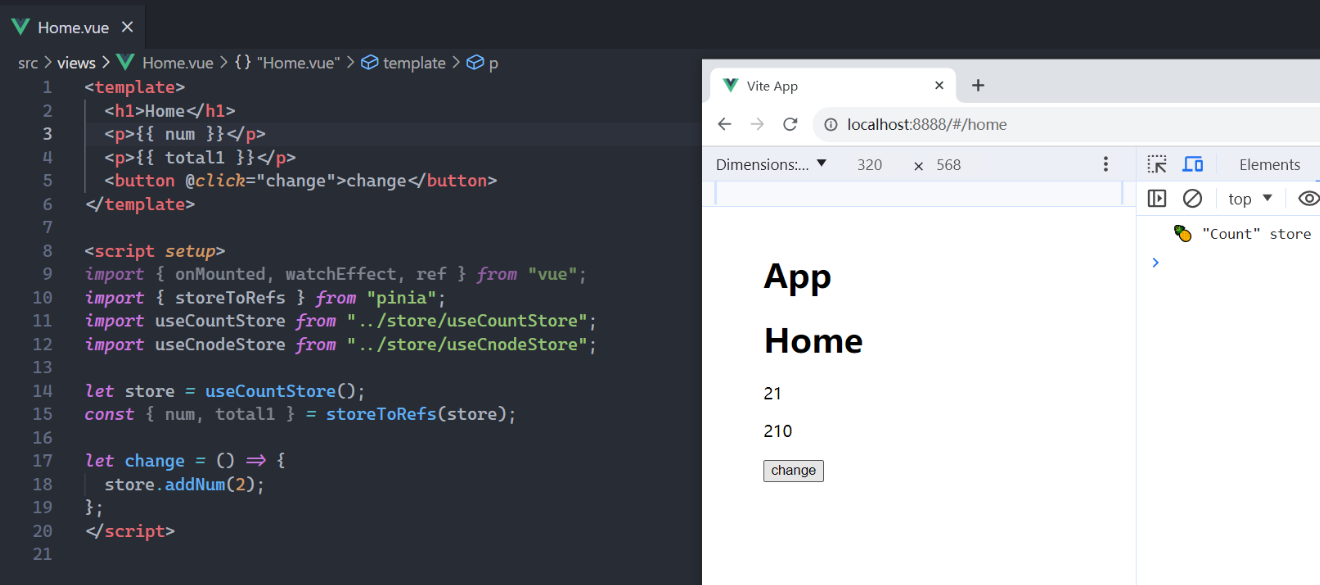 Home.vue ×
src > views > Home.vue > {} "Home.vue" > template > p
1 <template>
2 <h1>Home</h1>
3 <p>{{ num }}</p>
4 <p>{{ total1 }}</p>
5 <button @click="change">change</button>
6 </template>
7
8 <script setup>
9 import { onMounted, watchEffect, ref } from "vue";
10 import { storeToRefs } from "pinia";
11 import useCountStore from "../store/useCountStore";
12 import useCnodeStore from "../store/useCnodeStore";
13
14 let store = useCountStore();
15 const { num, total1 } = storeToRefs(store);
16
17 let change = () => {
18 store.addNum(2);
19 };
20 </script>
21
Vite App × +
localhost:8888/#/home
Dimensions:... ▼ 320 × 568
Elements
top ▼
"Count" store
App
Home
21
210
change